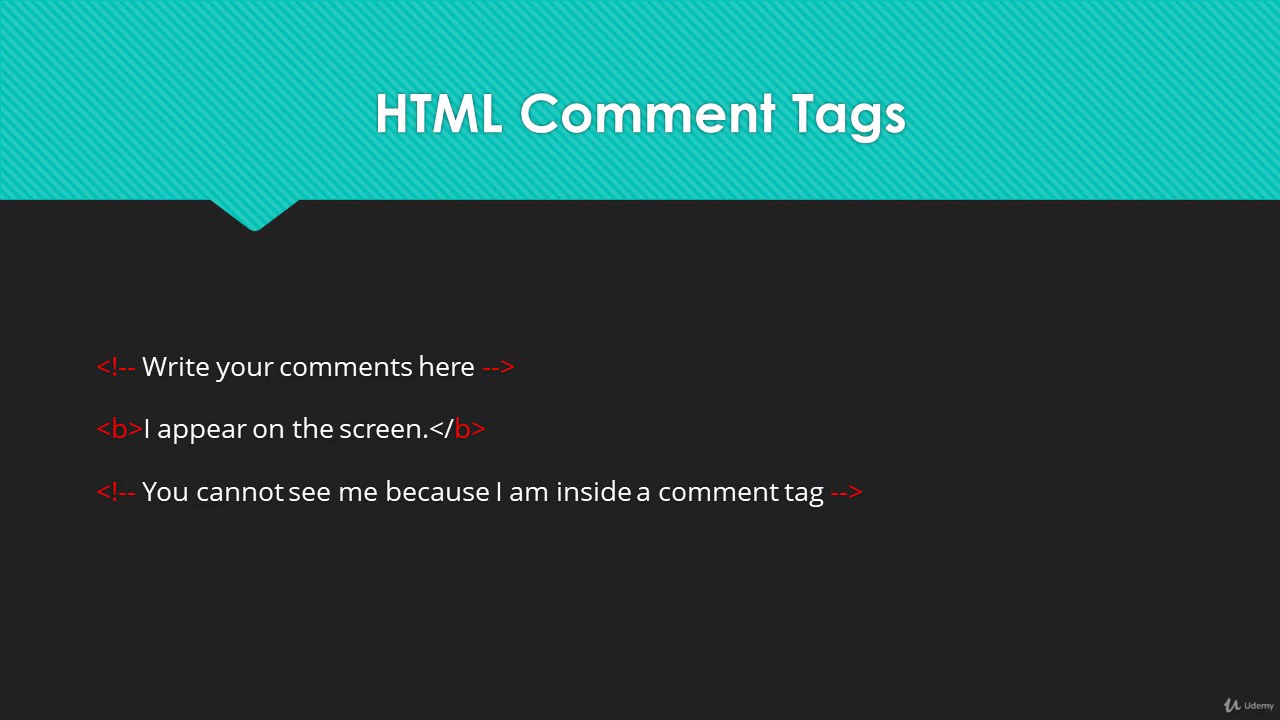 HTML Comment Tags
<!-- Write your comments here -->
<b>I appear on the screen.</b>
<!-- You cannot see me because I am inside a comment tag -->
Udemy